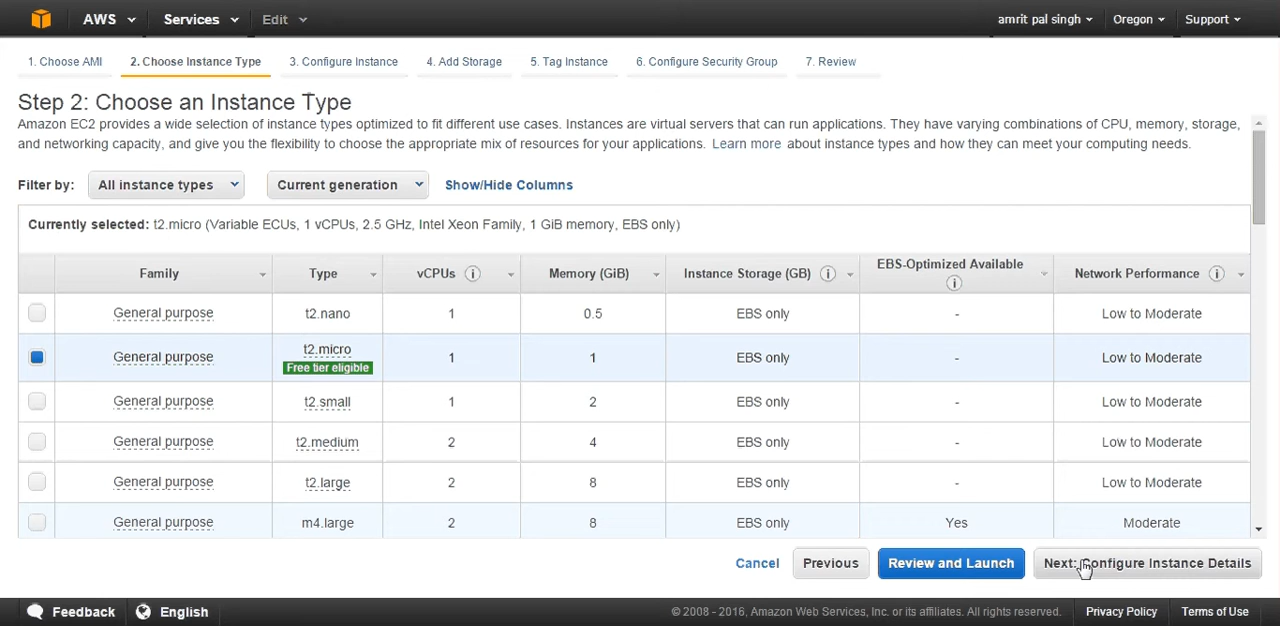 AWS Services Edit amrit pal singh Oregon Support
1. Choose AMI 2. Choose Instance Type 3. Configure Instance 4. Add Storage 5. Tag Instance 6. Configure Security Group 7. Review
Step 2: Choose an Instance Type
Amazon EC2 provides a wide selection of instance types optimized to fit different use cases. Instances are virtual servers that can run applications. They have varying combinations of CPU, memory, storage,
and networking capacity, and give you the flexibility to choose the appropriate mix of resources for your applications. Learn more about instance types and how they can meet your computing needs.
Filter by: All instance types Current generation Show/Hide Columns
Currently selected: t2.micro (Variable ECUs, 1 vCPUs, 2.5 GHz, Intel Xeon Family, 1 GiB memory, EBS only)
Family Type vCPUs Memory (GiB) Instance Storage (GB) EBS-Optimized Available Network Performance
General purpose t2.nano 1 0.5 EBS only - Low to Moderate
General purpose t2.micro 1 1 EBS only - Low to Moderate
Free tier eligible
General purpose t2.small 1 2 EBS only - Low to Moderate
General purpose t2.medium 2 4 EBS only - Low to Moderate
General purpose t2.large 2 8 EBS only - Low to Moderate
General purpose m4.large 2 8 EBS only Yes Moderate
Cancel Previous Review and Launch Next: Configure Instance Details
Feedback English © 2008 - 2016, Amazon Web Services, Inc. or its affiliates. All rights reserved. Privacy Policy Terms of Use